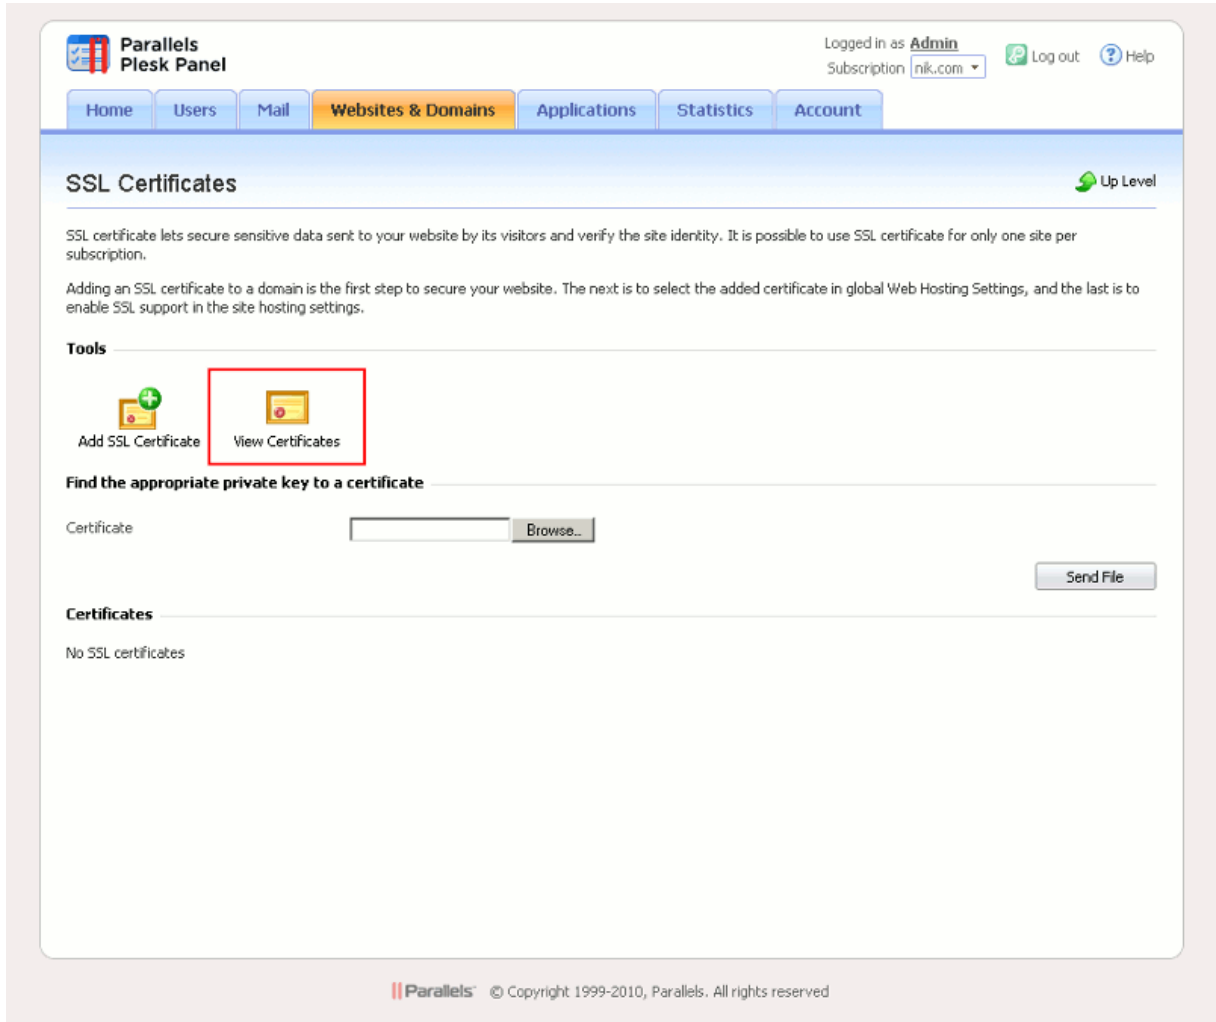 Parallels
Plesk Panel
Logged in as Admin
Subscription nik.com
Log out
Help
Home Users Mail Websites & Domains Applications Statistics Account
SSL Certificates
Up Level
SSL certificate lets secure sensitive data sent to your website by its visitors and verify the site identity. It is possible to use SSL certificate for only one site per
subscription.
Adding an SSL certificate to a domain is the first step to secure your website. The next is to select the added certificate in global Web Hosting Settings, and the last is to
enable SSL support in the site hosting settings.
Tools
Add SSL Certificate View Certificates
Find the appropriate private key to a certificate
Certificate Browse...
Send File
Certificates
No SSL certificates
Parallels © Copyright 1999-2010, Parallels. All rights reserved